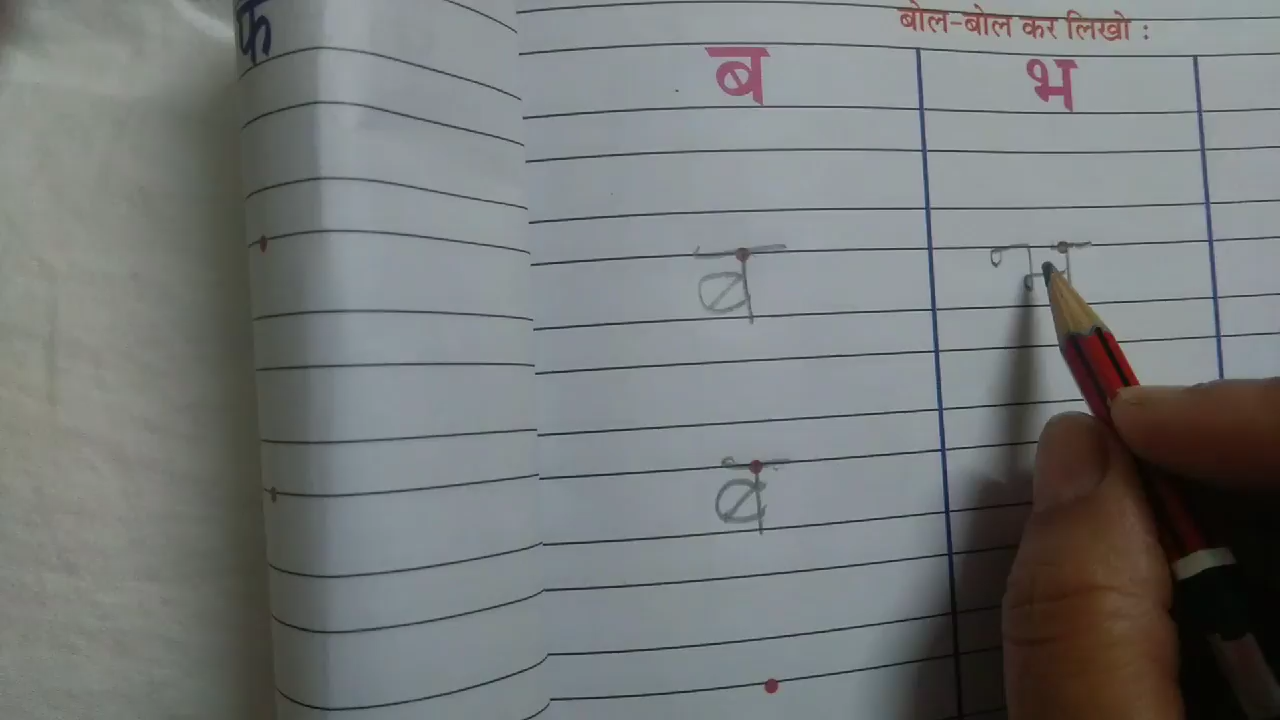 फ
बोल-बोल कर लिखो :
ब भ
ब भ
ब